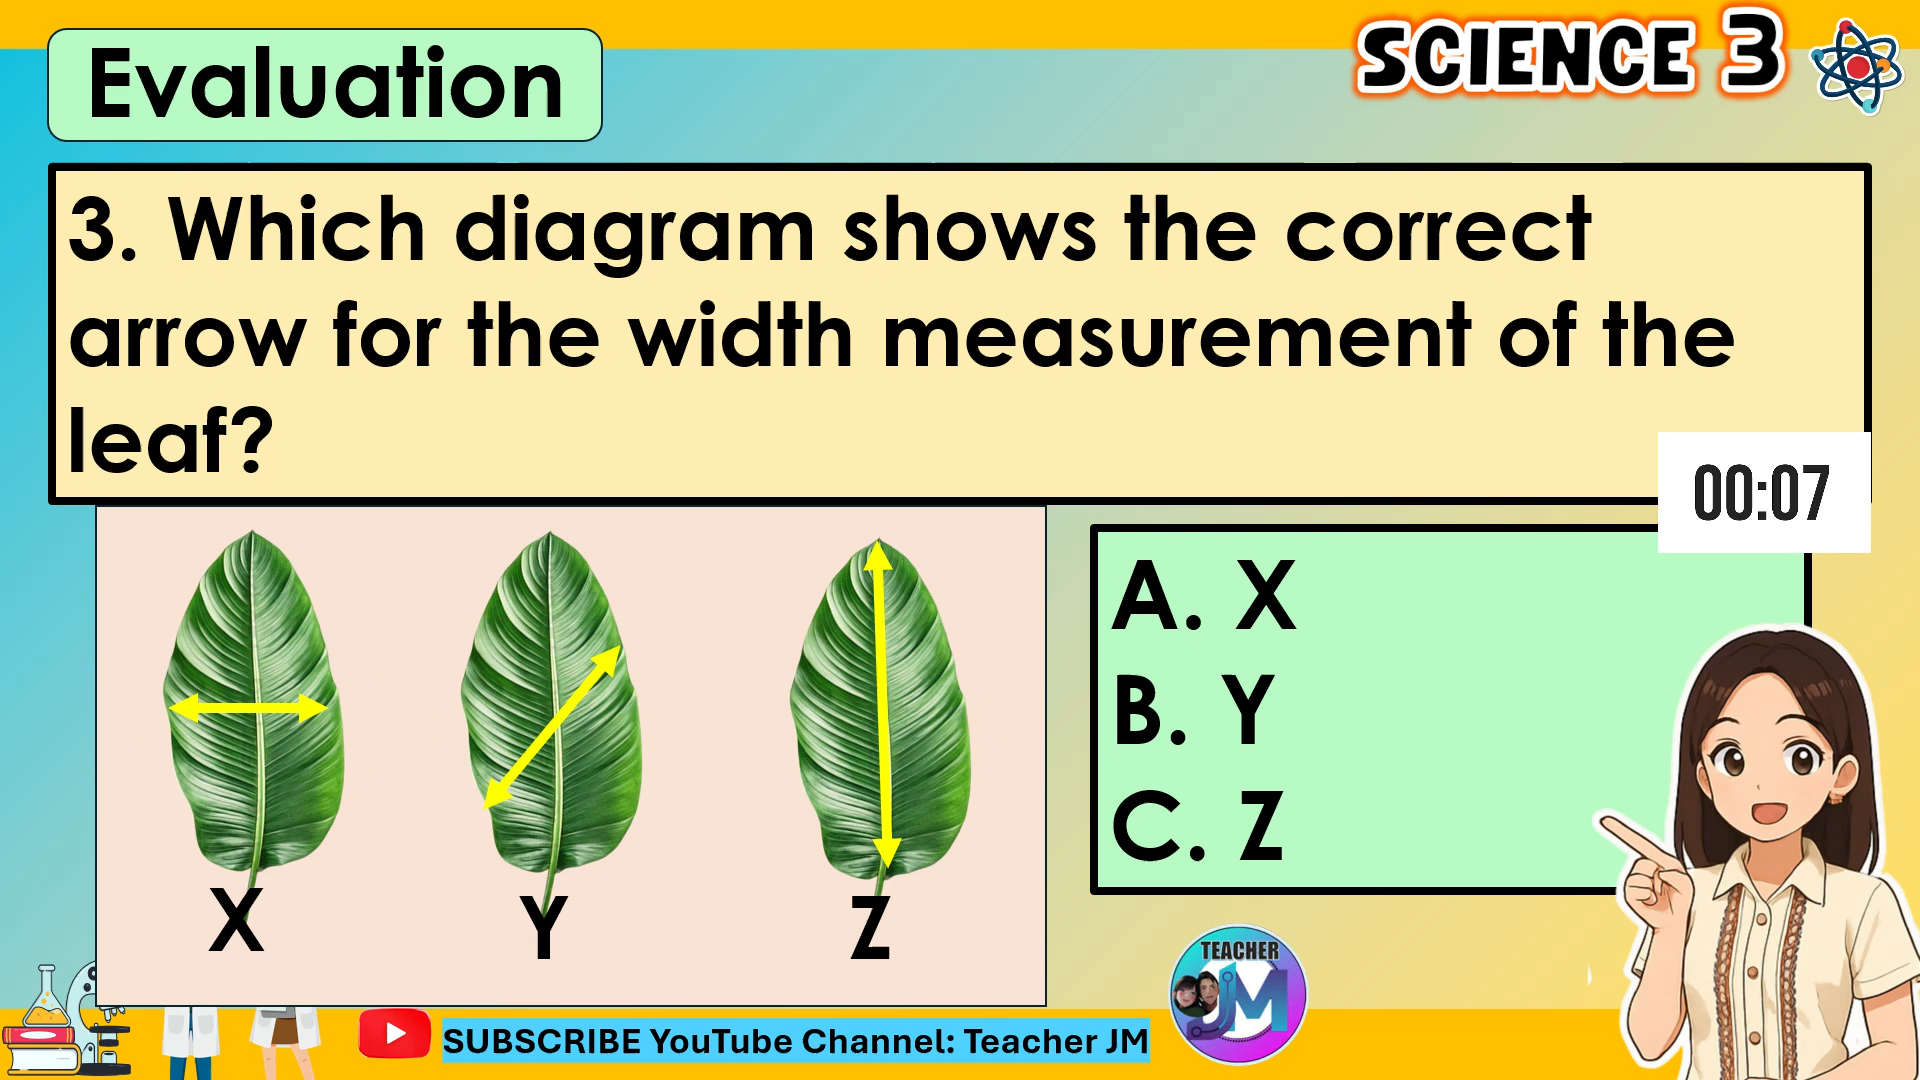 Evaluation
SCIENCE 3
3. Which diagram shows the correct
arrow for the width measurement of the
leaf?
00:07
A. X
B. Y
C. Z
X
Y
Z
TEACHER
JM
SUBSCRIBE YouTube Channel: Teacher JM